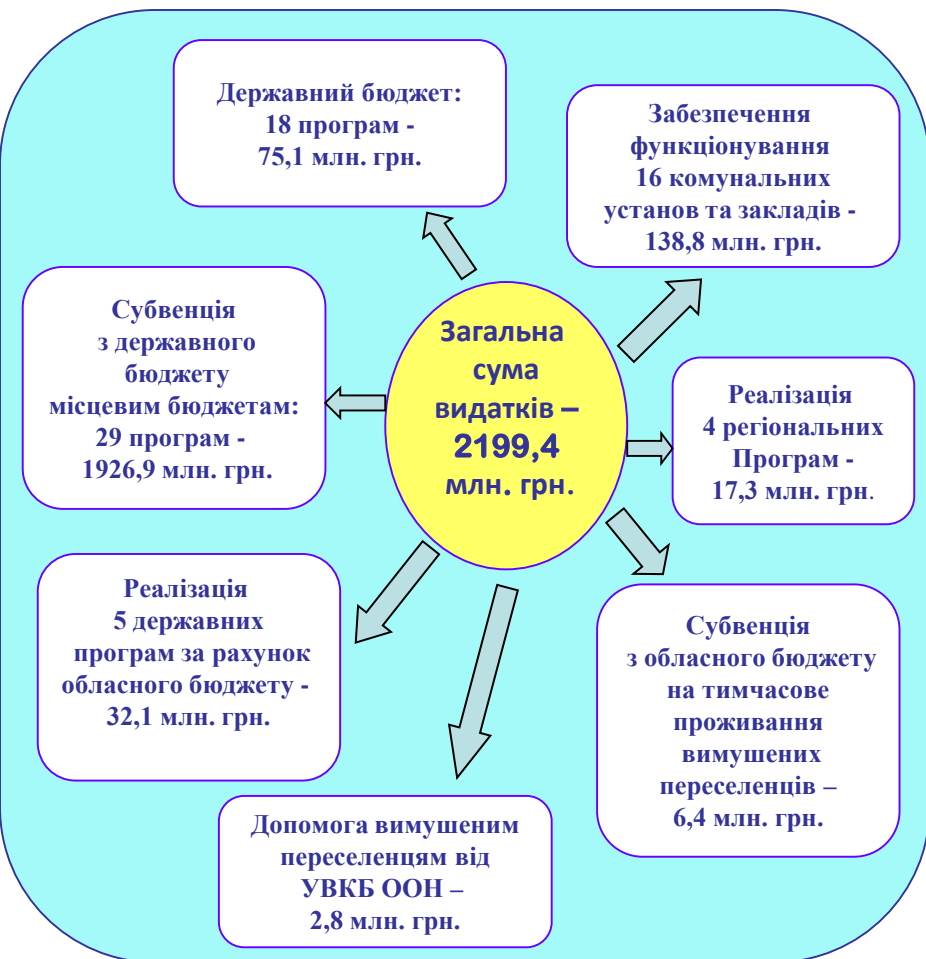 Державний бюджет:
18 програм -
75,1 млн. грн.
Забезпечення
функціонування
16 комунальних
установ та закладів -
138,8 млн. грн.
Субвенція
з державного
бюджету
місцевим бюджетам:
29 програм -
1926,9 млн. грн.
Загальна
сума
видатків –
2199,4
млн. грн.
Реалізація
4 регіональних
Програм -
17,3 млн. грн.
Реалізація
5 державних
програм за рахунок
обласного бюджету -
32,1 млн. грн.
Субвенція
з обласного бюджету
на тимчасове
проживання
вимушених
переселенців –
6,4 млн. грн.
Допомога вимушеним
переселенцям від
УВКБ ООН –
2,8 млн. грн.